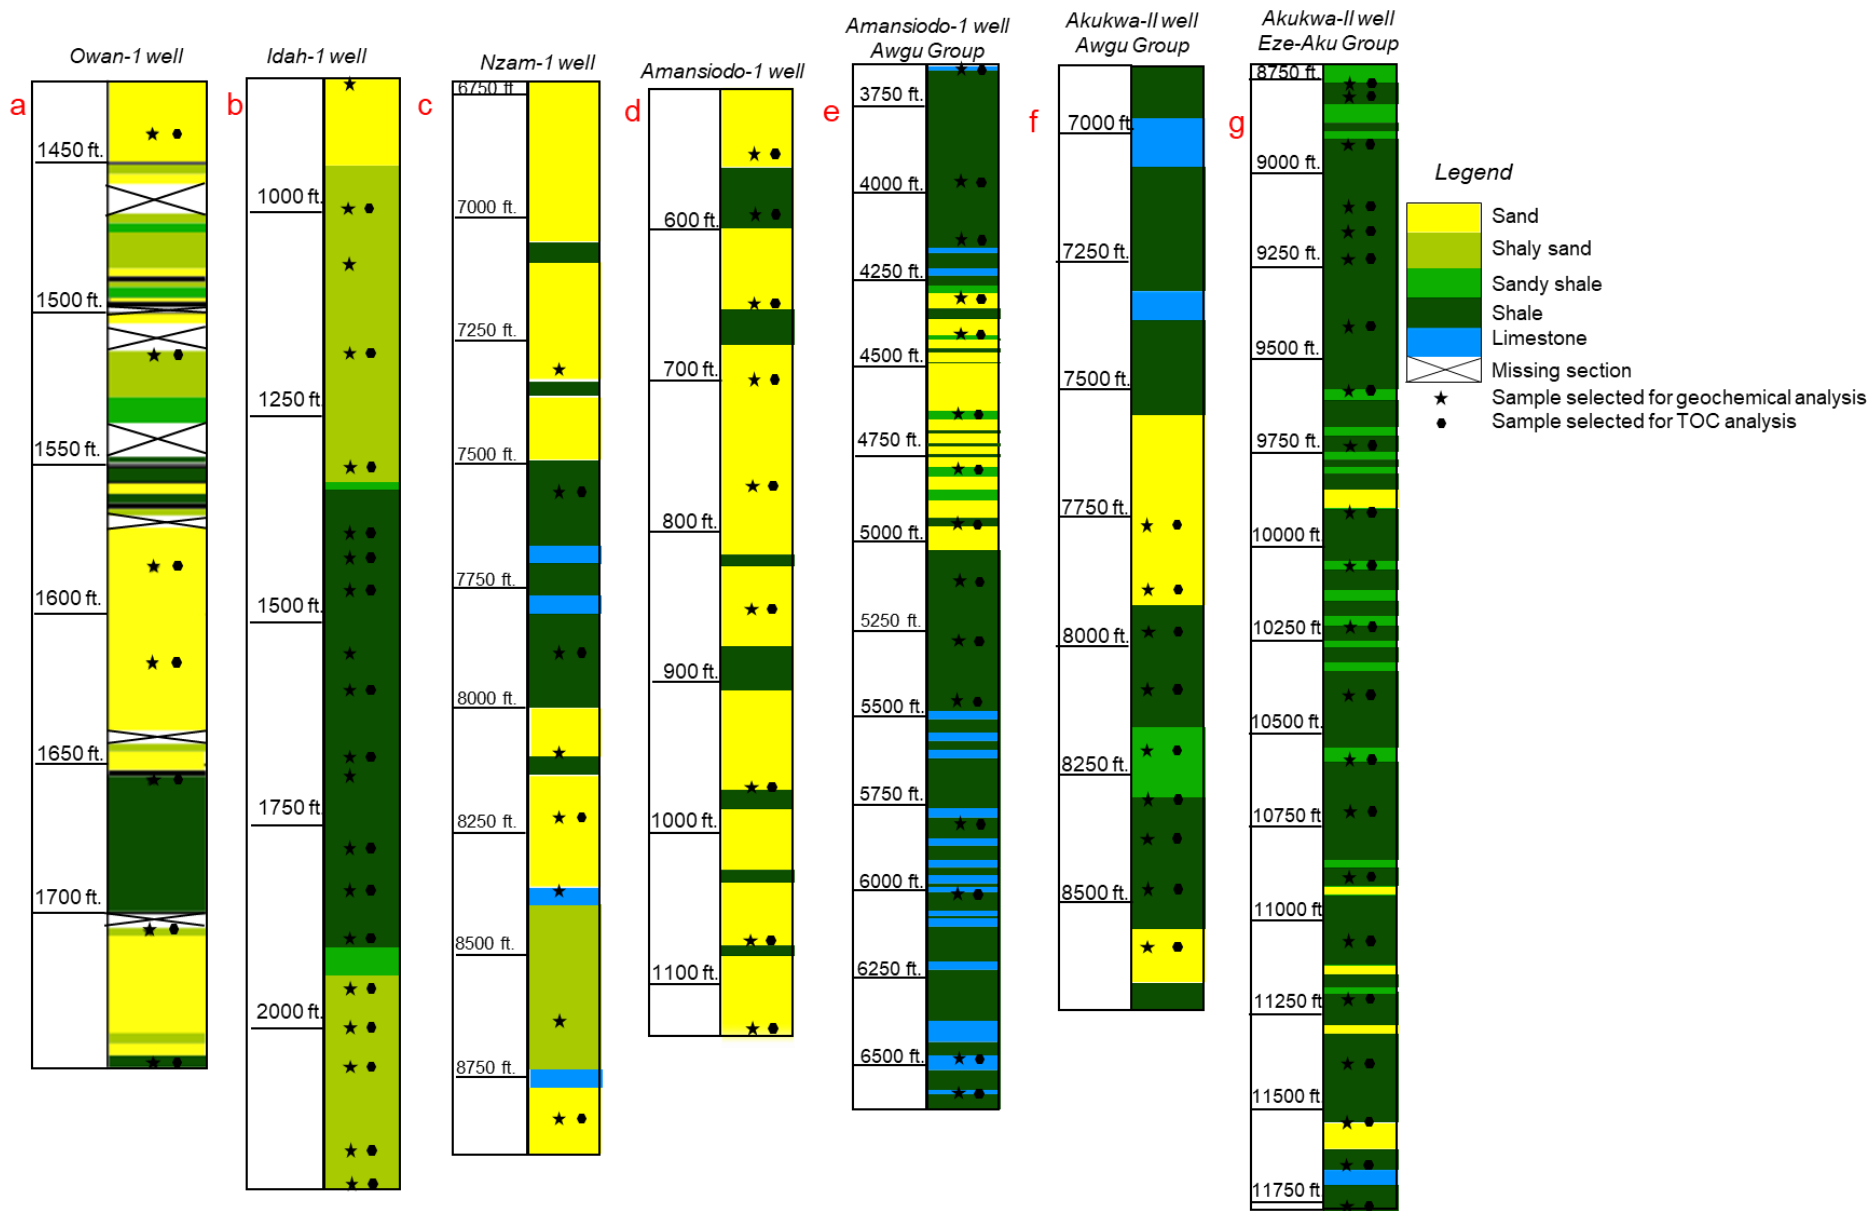 Owan-1 well
a
1450 ft.
1500 ft.
1550 ft.
1600 ft.
1650 ft.
1700 ft.
Idah-1 well
b
1000 ft.
1250 ft.
1500 ft.
1750 ft.
2000 ft.
Nzam-1 well
c
6750 ft.
7000 ft.
7250 ft.
7500 ft.
7750 ft.
8000 ft.
8250 ft.
8500 ft.
8750 ft.
Amansiodo-1 well
d
600 ft.
700 ft.
800 ft.
900 ft.
1000 ft.
1100 ft.
Amansiodo-1 well
Awgu Group
e
3750 ft.
4000 ft.
4250 ft.
4500 ft.
4750 ft.
5000 ft.
5250 ft.
5500 ft.
5750 ft.
6000 ft.
6250 ft.
6500 ft.
Akukwa-II well
Awgu Group
f
7000 ft.
7250 ft.
7500 ft.
7750 ft.
8000 ft.
8250 ft.
8500 ft.
Akukwa-II well
Eze-Aku Group
g
8750 ft.
9000 ft.
9250 ft.
9500 ft.
9750 ft.
10000 ft.
10250 ft
10500 ft.
10750 ft.
11000 ft.
11250 ft
11500 ft.
11750 ft.
Legend
Sand
Shaly sand
Sandy shale
Shale
Limestone
Missing section
Sample selected for geochemical analysis
Sample selected for TOC analysis